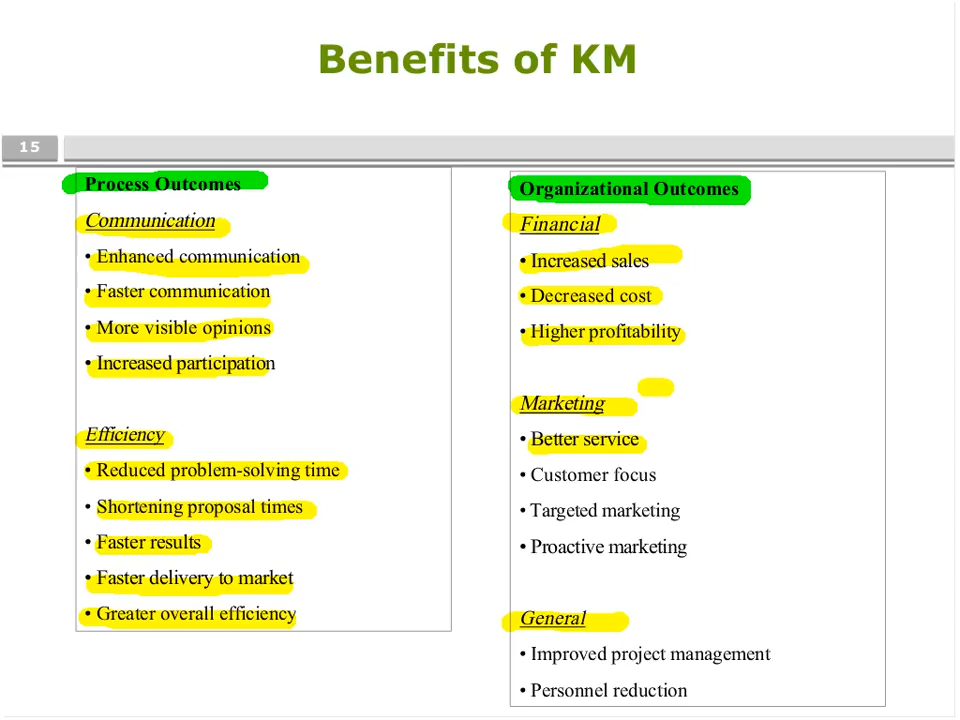 Benefits of KM
15
Process Outcomes
Communication
• Enhanced communication
• Faster communication
• More visible opinions
• Increased participation
Efficiency
• Reduced problem-solving time
• Shortening proposal times
• Faster results
• Faster delivery to market
• Greater overall efficiency
Organizational Outcomes
Financial
• Increased sales
• Decreased cost
• Higher profitability
Marketing
• Better service
• Customer focus
• Targeted marketing
• Proactive marketing
General
• Improved project management
• Personnel reduction